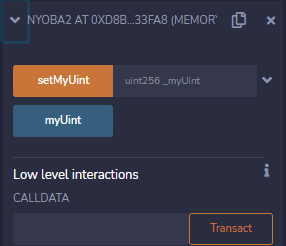 NYOBA2 AT 0XD8B...33FA8 (MEMOR
setMyUint uint256 _myUint
myUint
Low level interactions
i
CALLDATA
Transact